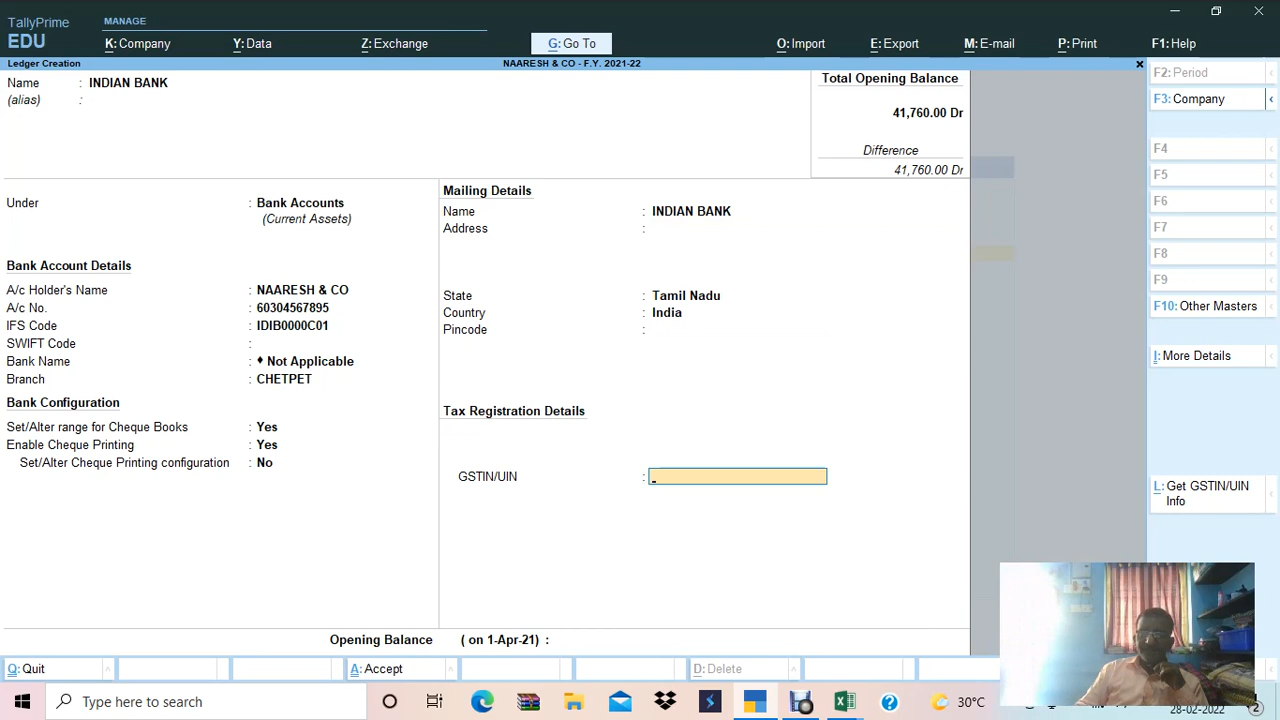 TallyPrime
EDU
MANAGE
K: Company
Y: Data
Z: Exchange
G: Go To
O: Import
E: Export
M: E-mail
P: Print
F1: Help
Ledger Creation
NAARESH & CO - F.Y. 2021-22
Name : INDIAN BANK
(alias) :
Total Opening Balance
41,760.00 Dr
Difference
41,760.00 Dr
Under : Bank Accounts
(Current Assets)
Bank Account Details
A/c Holder's Name : NAARESH & CO
A/c No. : 60304567895
IFS Code : IDIB0000C01
SWIFT Code :
Bank Name : ♦ Not Applicable
Branch : CHETPET
Bank Configuration
Set/Alter range for Cheque Books : Yes
Enable Cheque Printing : Yes
Set/Alter Cheque Printing configuration : No
Mailing Details
Name : INDIAN BANK
Address :
State : Tamil Nadu
Country : India
Pincode :
Tax Registration Details
GSTIN/UIN :
Opening Balance ( on 1-Apr-21) :
F2: Period
F3: Company
F4
F5
F6
F7
F8
F9
F10: Other Masters
I: More Details
L: Get GSTIN/UIN
Info
Q: Quit
A: Accept
D: Delete
Type here to search
30°C
28-02-2022
2